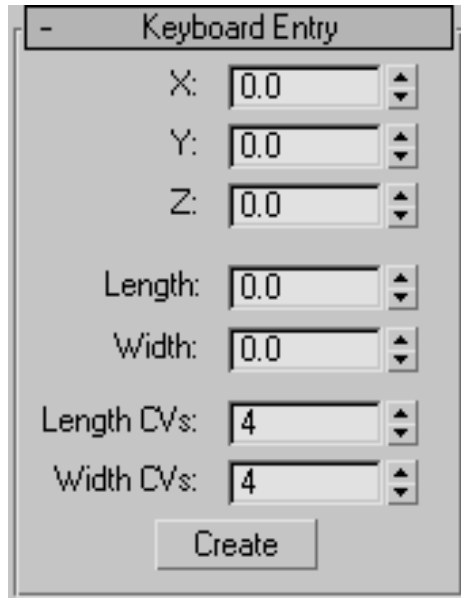 - Keyboard Entry
X: 0.0
Y: 0.0
Z: 0.0
Length: 0.0
Width: 0.0
Length CVs: 4
Width CVs: 4
Create